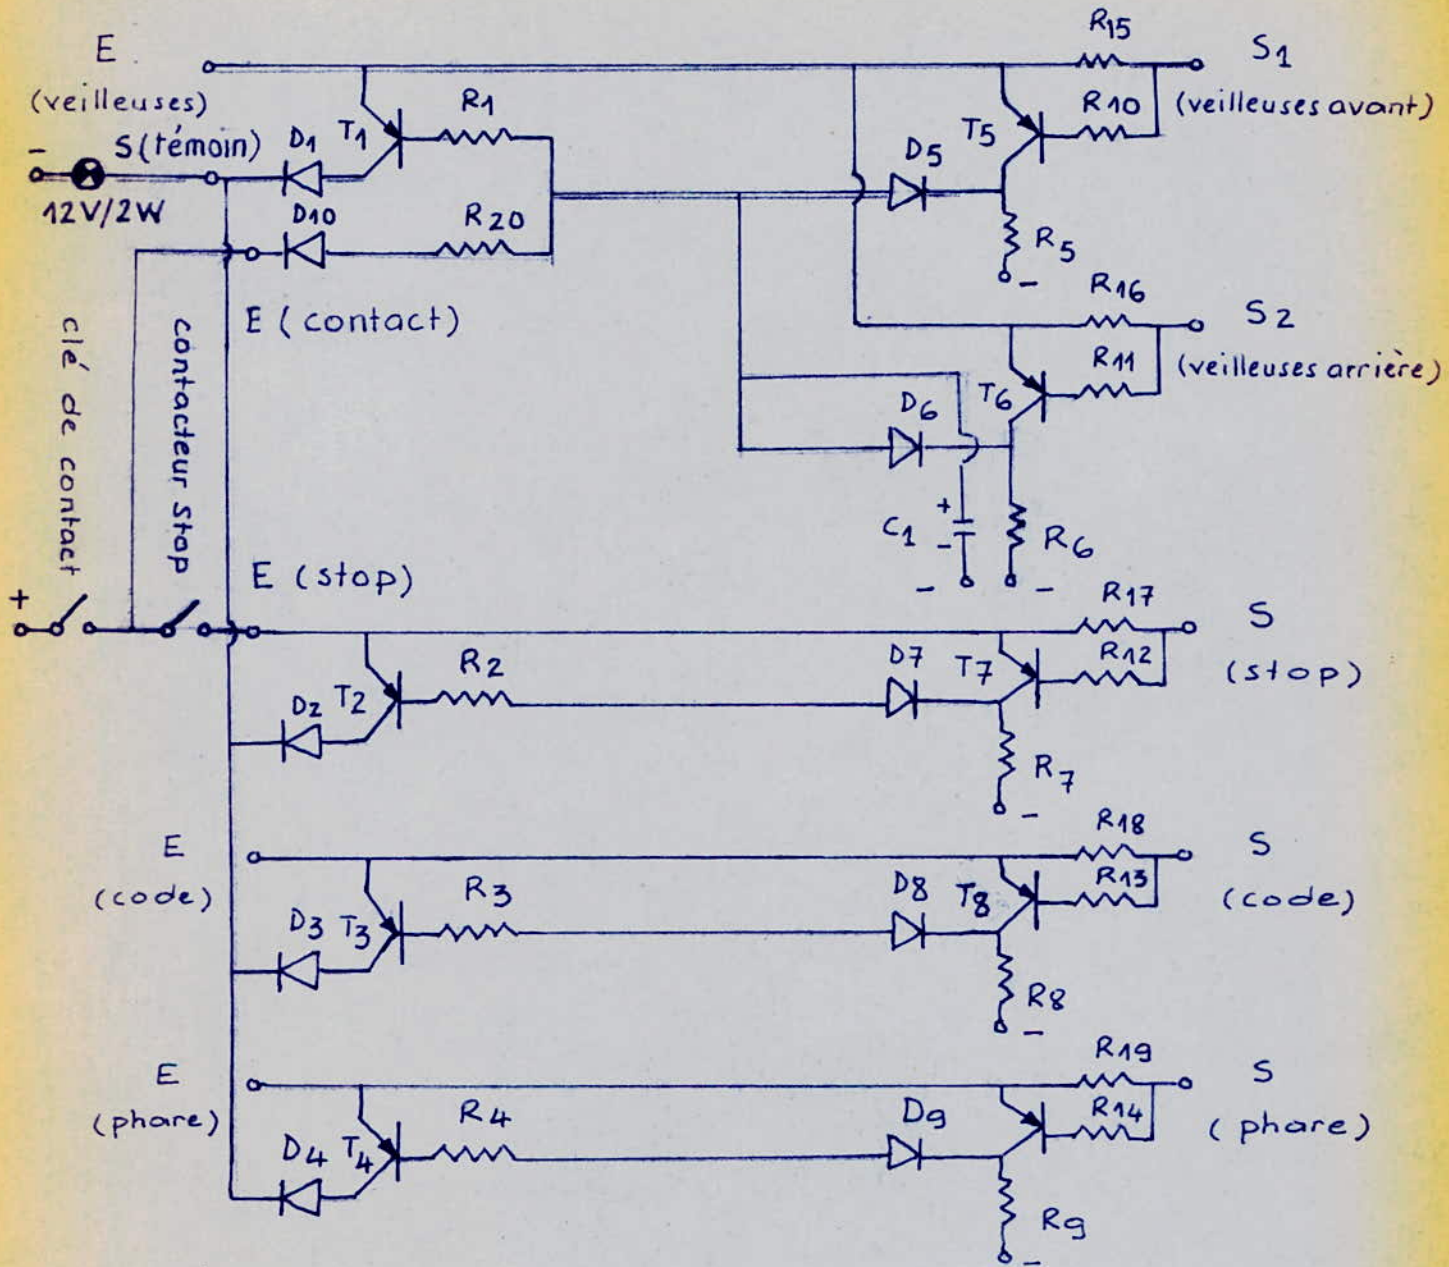 E
(veilleuses)
S (témoin)
-
12V/2W
D1
T1
R1
D10
R20
R15
S1
R10
(veilleuses avant)
T5
D5
R5
-
E (contact)
R16
S2
R11
(veilleuses arrière)
T6
D6
C1
+
-
-
R6
-
clé de contact
contacteur stop
+
E (stop)
R17
S
R12
(stop)
D2
T2
R2
D7
T7
R7
-
E
(code)
R18
S
R13
(code)
D3
T3
R3
D8
T8
R8
-
E
(phare)
R19
S
R14
(phare)
D4
T4
R4
D9
R9
-